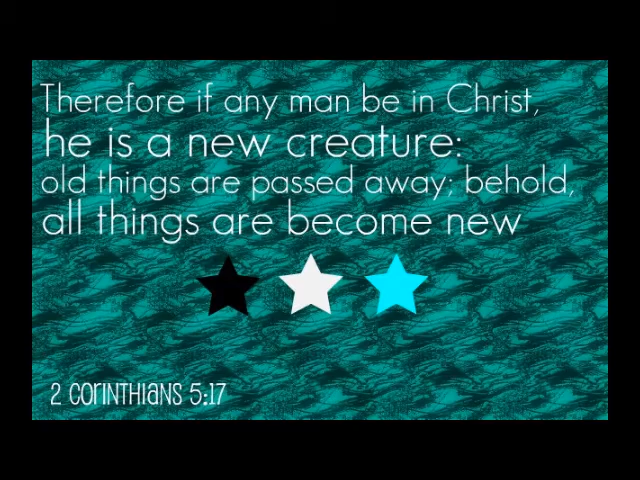 Therefore if any man be in Christ,
he is a new creature:
old things are passed away; behold,
all things are become new
2 Corinthians 5:17